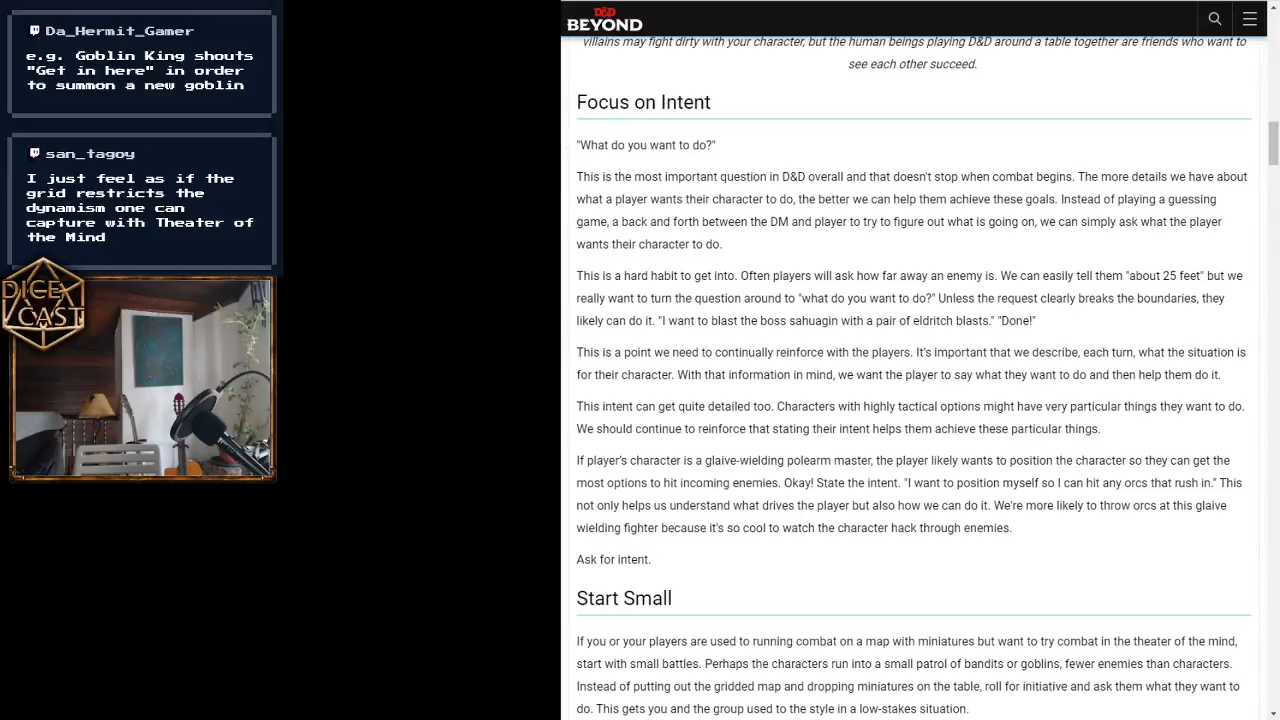 Da_Hermit_Gamer
e.g. Goblin King shouts
"Get in here" in order
to summon a new goblin
san_tagoy
I just feel as if the
grid restricts the
dynamism one can
capture with Theater of
the Mind
DICE
CAST
D&D
BEYOND
villains may fight dirty with your character, but the human beings playing D&D around a table together are friends who want to
see each other succeed.
Focus on Intent
"What do you want to do?"
This is the most important question in D&D overall and that doesn't stop when combat begins. The more details we have about
what a player wants their character to do, the better we can help them achieve these goals. Instead of playing a guessing
game, a back and forth between the DM and player to try to figure out what is going on, we can simply ask what the player
wants their character to do.
This is a hard habit to get into. Often players will ask how far away an enemy is. We can easily tell them "about 25 feet" but we
really want to turn the question around to "what do you want to do?" Unless the request clearly breaks the boundaries, they
likely can do it. "I want to blast the boss sahuagin with a pair of eldritch blasts." "Done!"
This is a point we need to continually reinforce with the players. It's important that we describe, each turn, what the situation is
for their character. With that information in mind, we want the player to say what they want to do and then help them do it.
This intent can get quite detailed too. Characters with highly tactical options might have very particular things they want to do.
We should continue to reinforce that stating their intent helps them achieve these particular things.
If player's character is a glaive-wielding polearm master, the player likely wants to position the character so they can get the
most options to hit incoming enemies. Okay! State the intent. "I want to position myself so I can hit any orcs that rush in." This
not only helps us understand what drives the player but also how we can do it. We're more likely to throw orcs at this glaive
wielding fighter because it's so cool to watch the character hack through enemies.
Ask for intent.
Start Small
If you or your players are used to running combat on a map with miniatures but want to try combat in the theater of the mind,
start with small battles. Perhaps the characters run into a small patrol of bandits or goblins, fewer enemies than characters.
Instead of putting out the gridded map and dropping miniatures on the table, roll for initiative and ask them what they want to
do. This gets you and the group used to the style in a low-stakes situation.